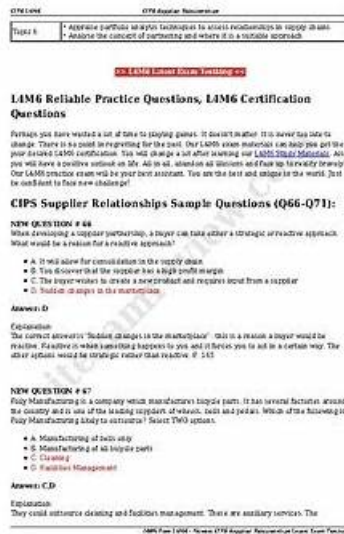 CIPS L4M6
CIPS Supplier Relationships
Topic 6
• Appraise portfolio analysis techniques to assess relationships in supply chains
• Analyse the concept of partnering and where it is a suitable approach
>> L4M6 Latest Exam Testking <<
L4M6 Reliable Practice Questions, L4M6 Certification
Questions
Perhaps you have wasted a lot of time to playing games. It doesn't matter. It is never too late to
change. There is no point in regretting for the past. Our L4M6 exam materials can help you get the
your desired L4M6 certification. You will change a lot after learning our L4M6 Study Materials. And
you will have a positive outlook on life. All in all, abandon all illusions and face up to reality bravely.
Our L4M6 practice exam will be your best assistant. You are the best and unique in the world. Just
be confident to face new challenge!
CIPS Supplier Relationships Sample Questions (Q66-Q71):
NEW QUESTION # 66
When developing a supplier partnership, a buyer can take either a strategic or reactive approach.
What would be a reason for a reactive approach?
• A. It will allow for consolidation in the supply chain
• B. You discover that the supplier has a high profit margin
• C. The buyer wishes to create a new product and requires input from a supplier
• D. Sudden changes in the marketplace
Answer: D
Explanation:
The correct answer is "Sudden changes in the marketplace" - this is a reason a buyer would be
reactive. Reactive is when something happens to you and it forces you to act in a certain way. The
other options would be strategic rather than reactive. P. 165
NEW QUESTION # 67
Fully Manufacturing is a company which manufactures bicycle parts. It has several factories around
the country and is one of the leading suppliers of wheels, bells and pedals. Which of the following is
Fully Manufacturing likely to outsource? Select TWO options.
• A. Manufacturing of bells only
• B. Manufacturing of all bicycle parts
• C. Cleaning
• D. Facilities Management
Answer: C,D
Explanation:
They could outsource cleaning and facilities management. These are auxiliary services. The